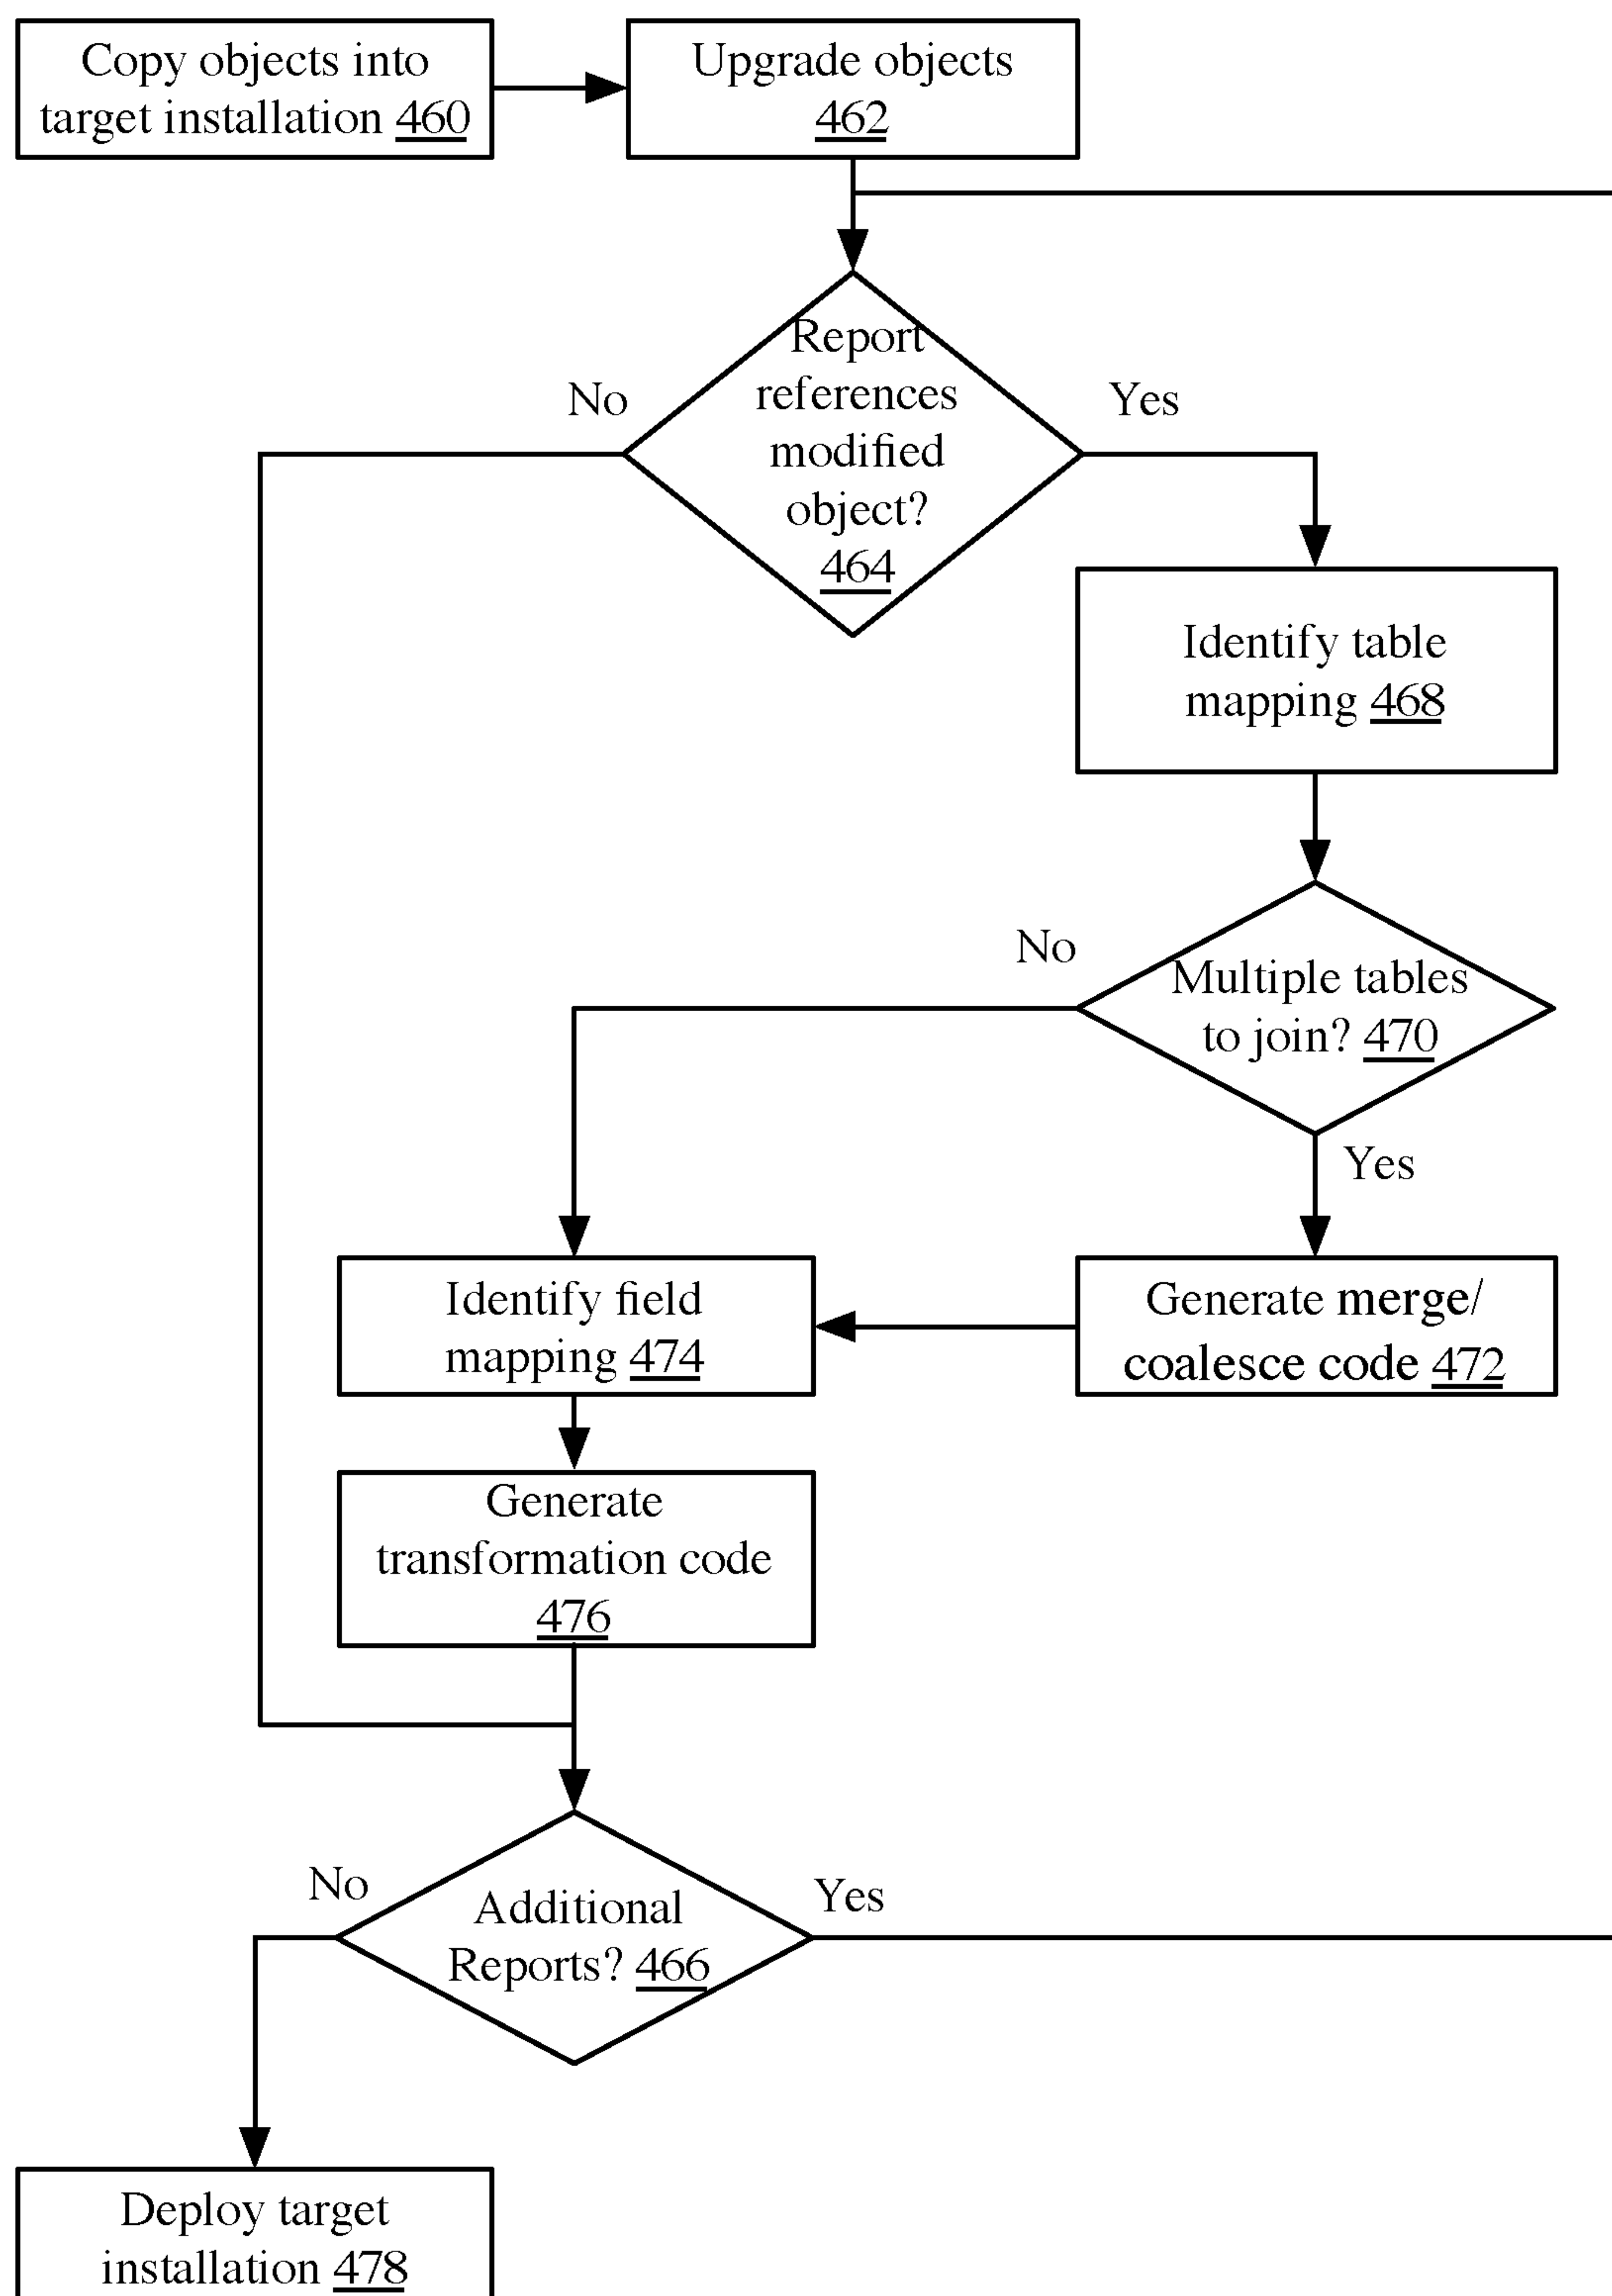 Copy objects into
target installation 460
Upgrade objects
462
Report
references
modified
object?
464
No
Yes
Identify table
mapping 468
No
Multiple tables
to join? 470
Yes
Identify field
mapping 474
Generate merge/
coalesce code 472
Generate
transformation code
476
No
Additional
Reports? 466
Yes
Deploy target
installation 478